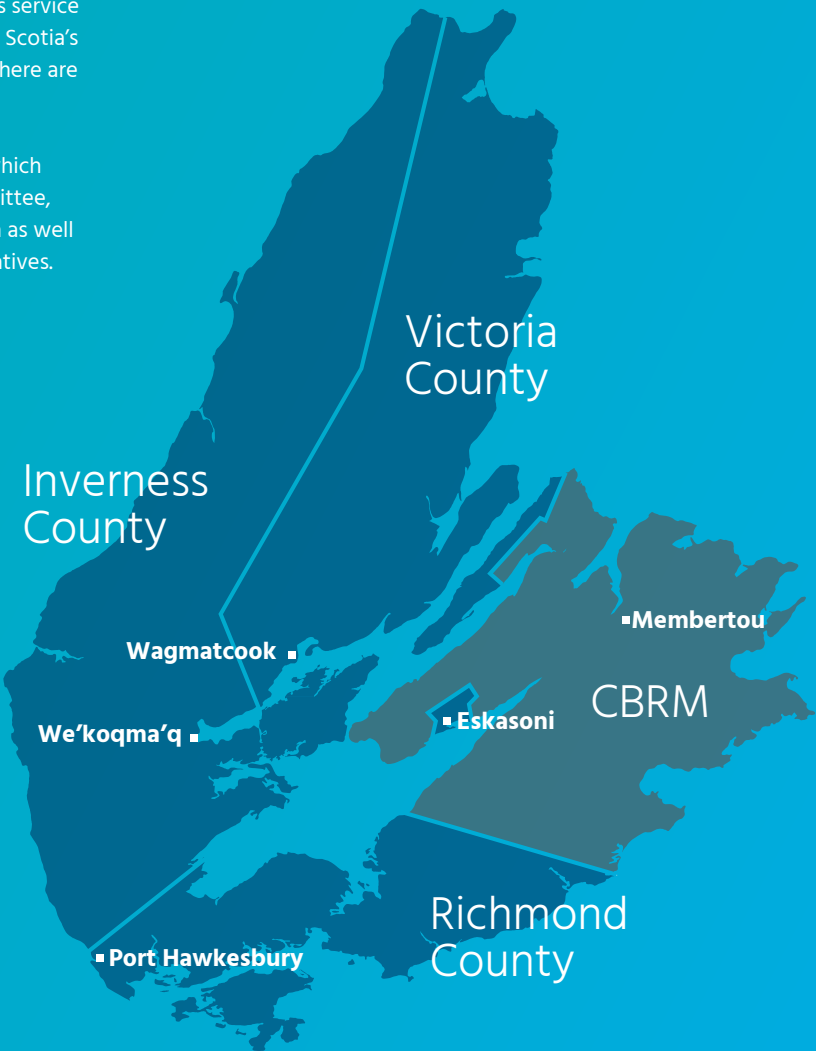 s service
Scotia's
here are
hich
ittee,
as well
atives.
Victoria
County
Inverness
County
Membertou
Wagmatcook
CBRM
Eskasoni
We'koqma'q
Richmond
County
Port Hawkesbury